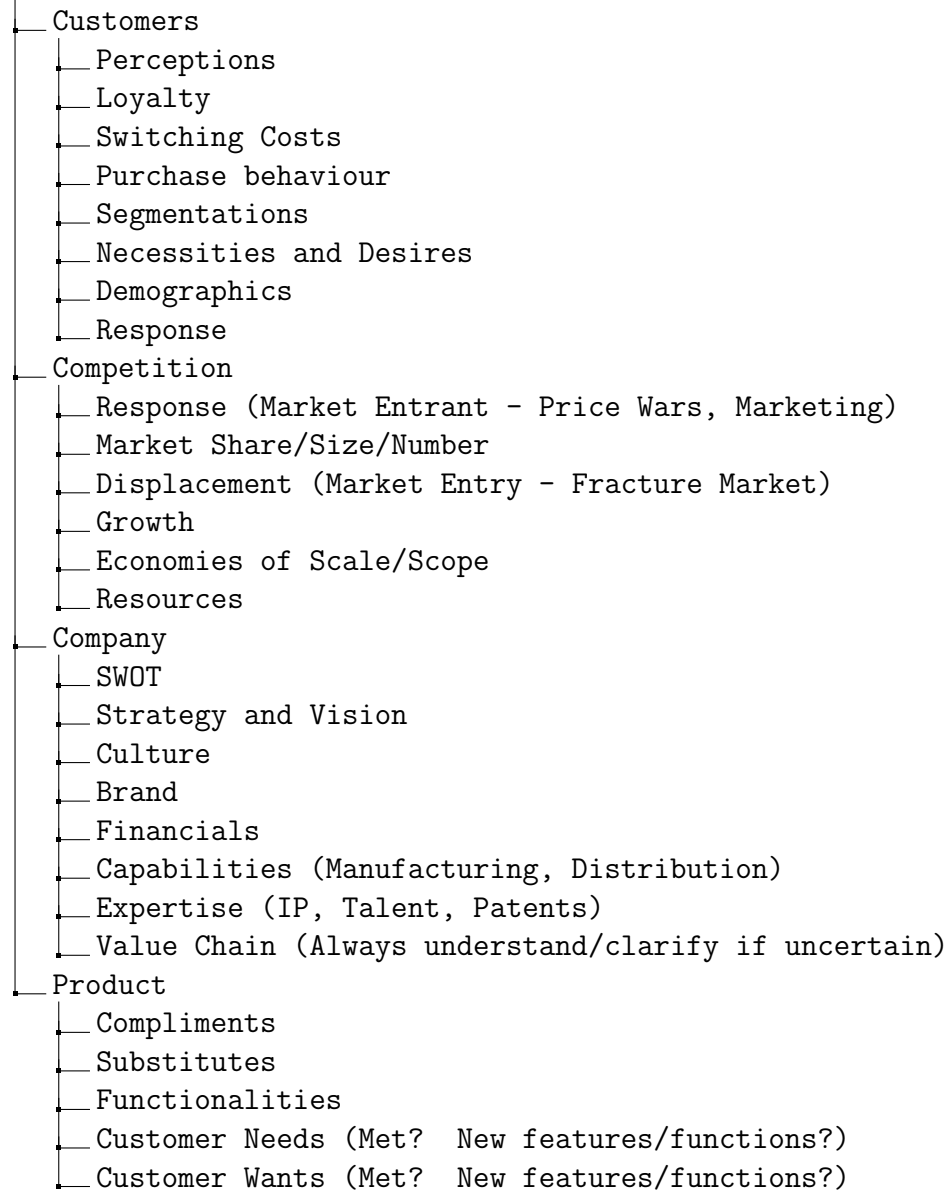 Customers
Perceptions
Loyalty
Switching Costs
Purchase behaviour
Segmentations
Necessities and Desires
Demographics
Response
Competition
Response (Market Entrant - Price Wars, Marketing)
Market Share/Size/Number
Displacement (Market Entry - Fracture Market)
Growth
Economies of Scale/Scope
Resources
Company
SWOT
Strategy and Vision
Culture
Brand
Financials
Capabilities (Manufacturing, Distribution)
Expertise (IP, Talent, Patents)
Value Chain (Always understand/clarify if uncertain)
Product
Compliments
Substitutes
Functionalities
Customer Needs (Met? New features/functions?)
Customer Wants (Met? New features/functions?)